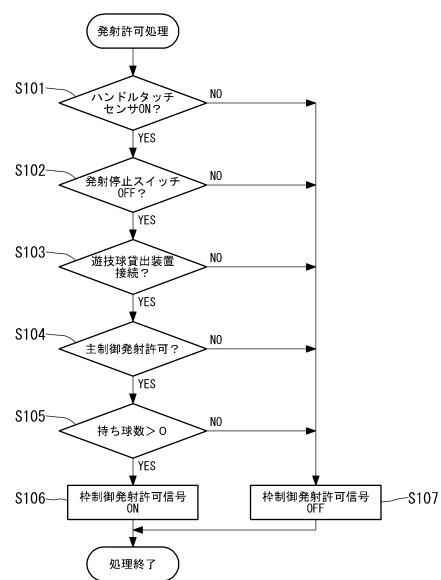 発射許可処理
S101
ハンドルタッチ
センサON?
NO
YES
S102
発射停止スイッチ
OFF?
NO
YES
S103
遊技球貸出装置
接続?
NO
YES
S104
主制御発射許可?
NO
YES
S105
持ち球数>0
NO
YES
S106
枠制御発射許可信号
ON
枠制御発射許可信号
OFF
S107
処理終了